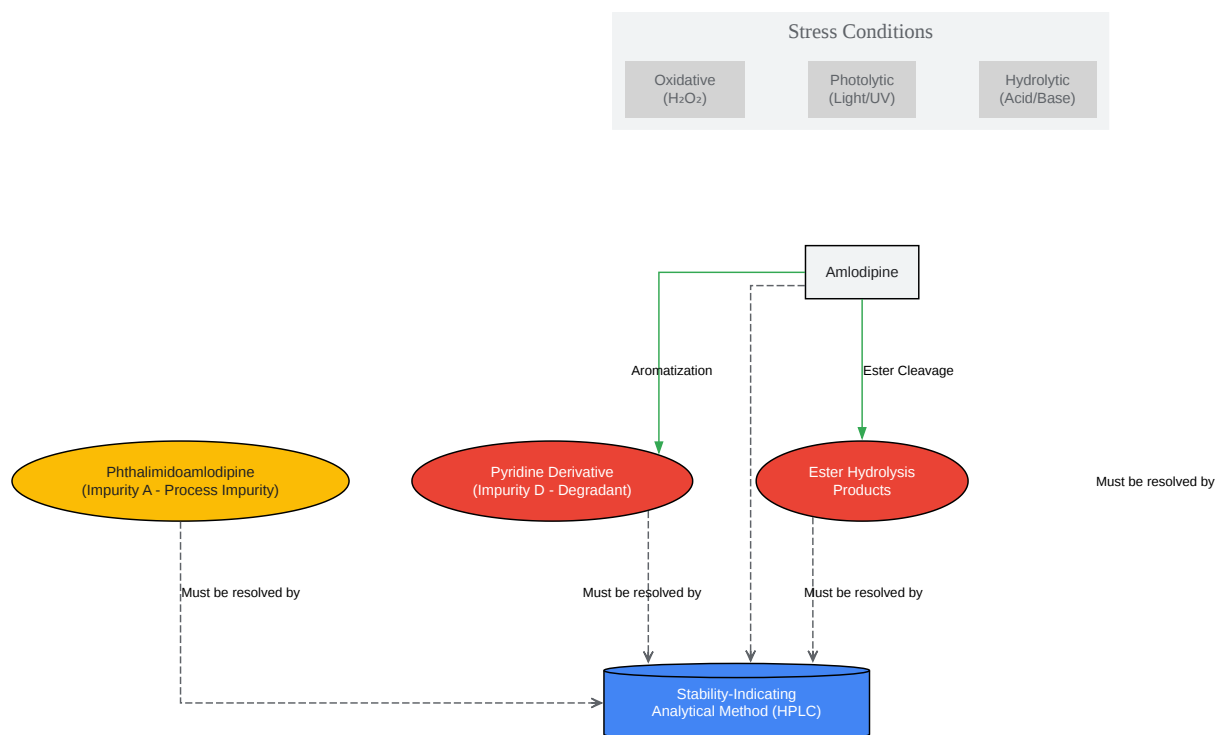 Stress Conditions
Oxidative
(H₂O₂)
Photolytic
(Light/UV)
Hydrolytic
(Acid/Base)
Amlodipine
Aromatization
Ester Cleavage
Phthalimidoamlodipine
(Impurity A - Process Impurity)
Pyridine Derivative
(Impurity D - Degradant)
Ester Hydrolysis
Products
Must be resolved by
Must be resolved by
Must be resolved by
Must be resolved by
Stability-Indicating
Analytical Method (HPLC)